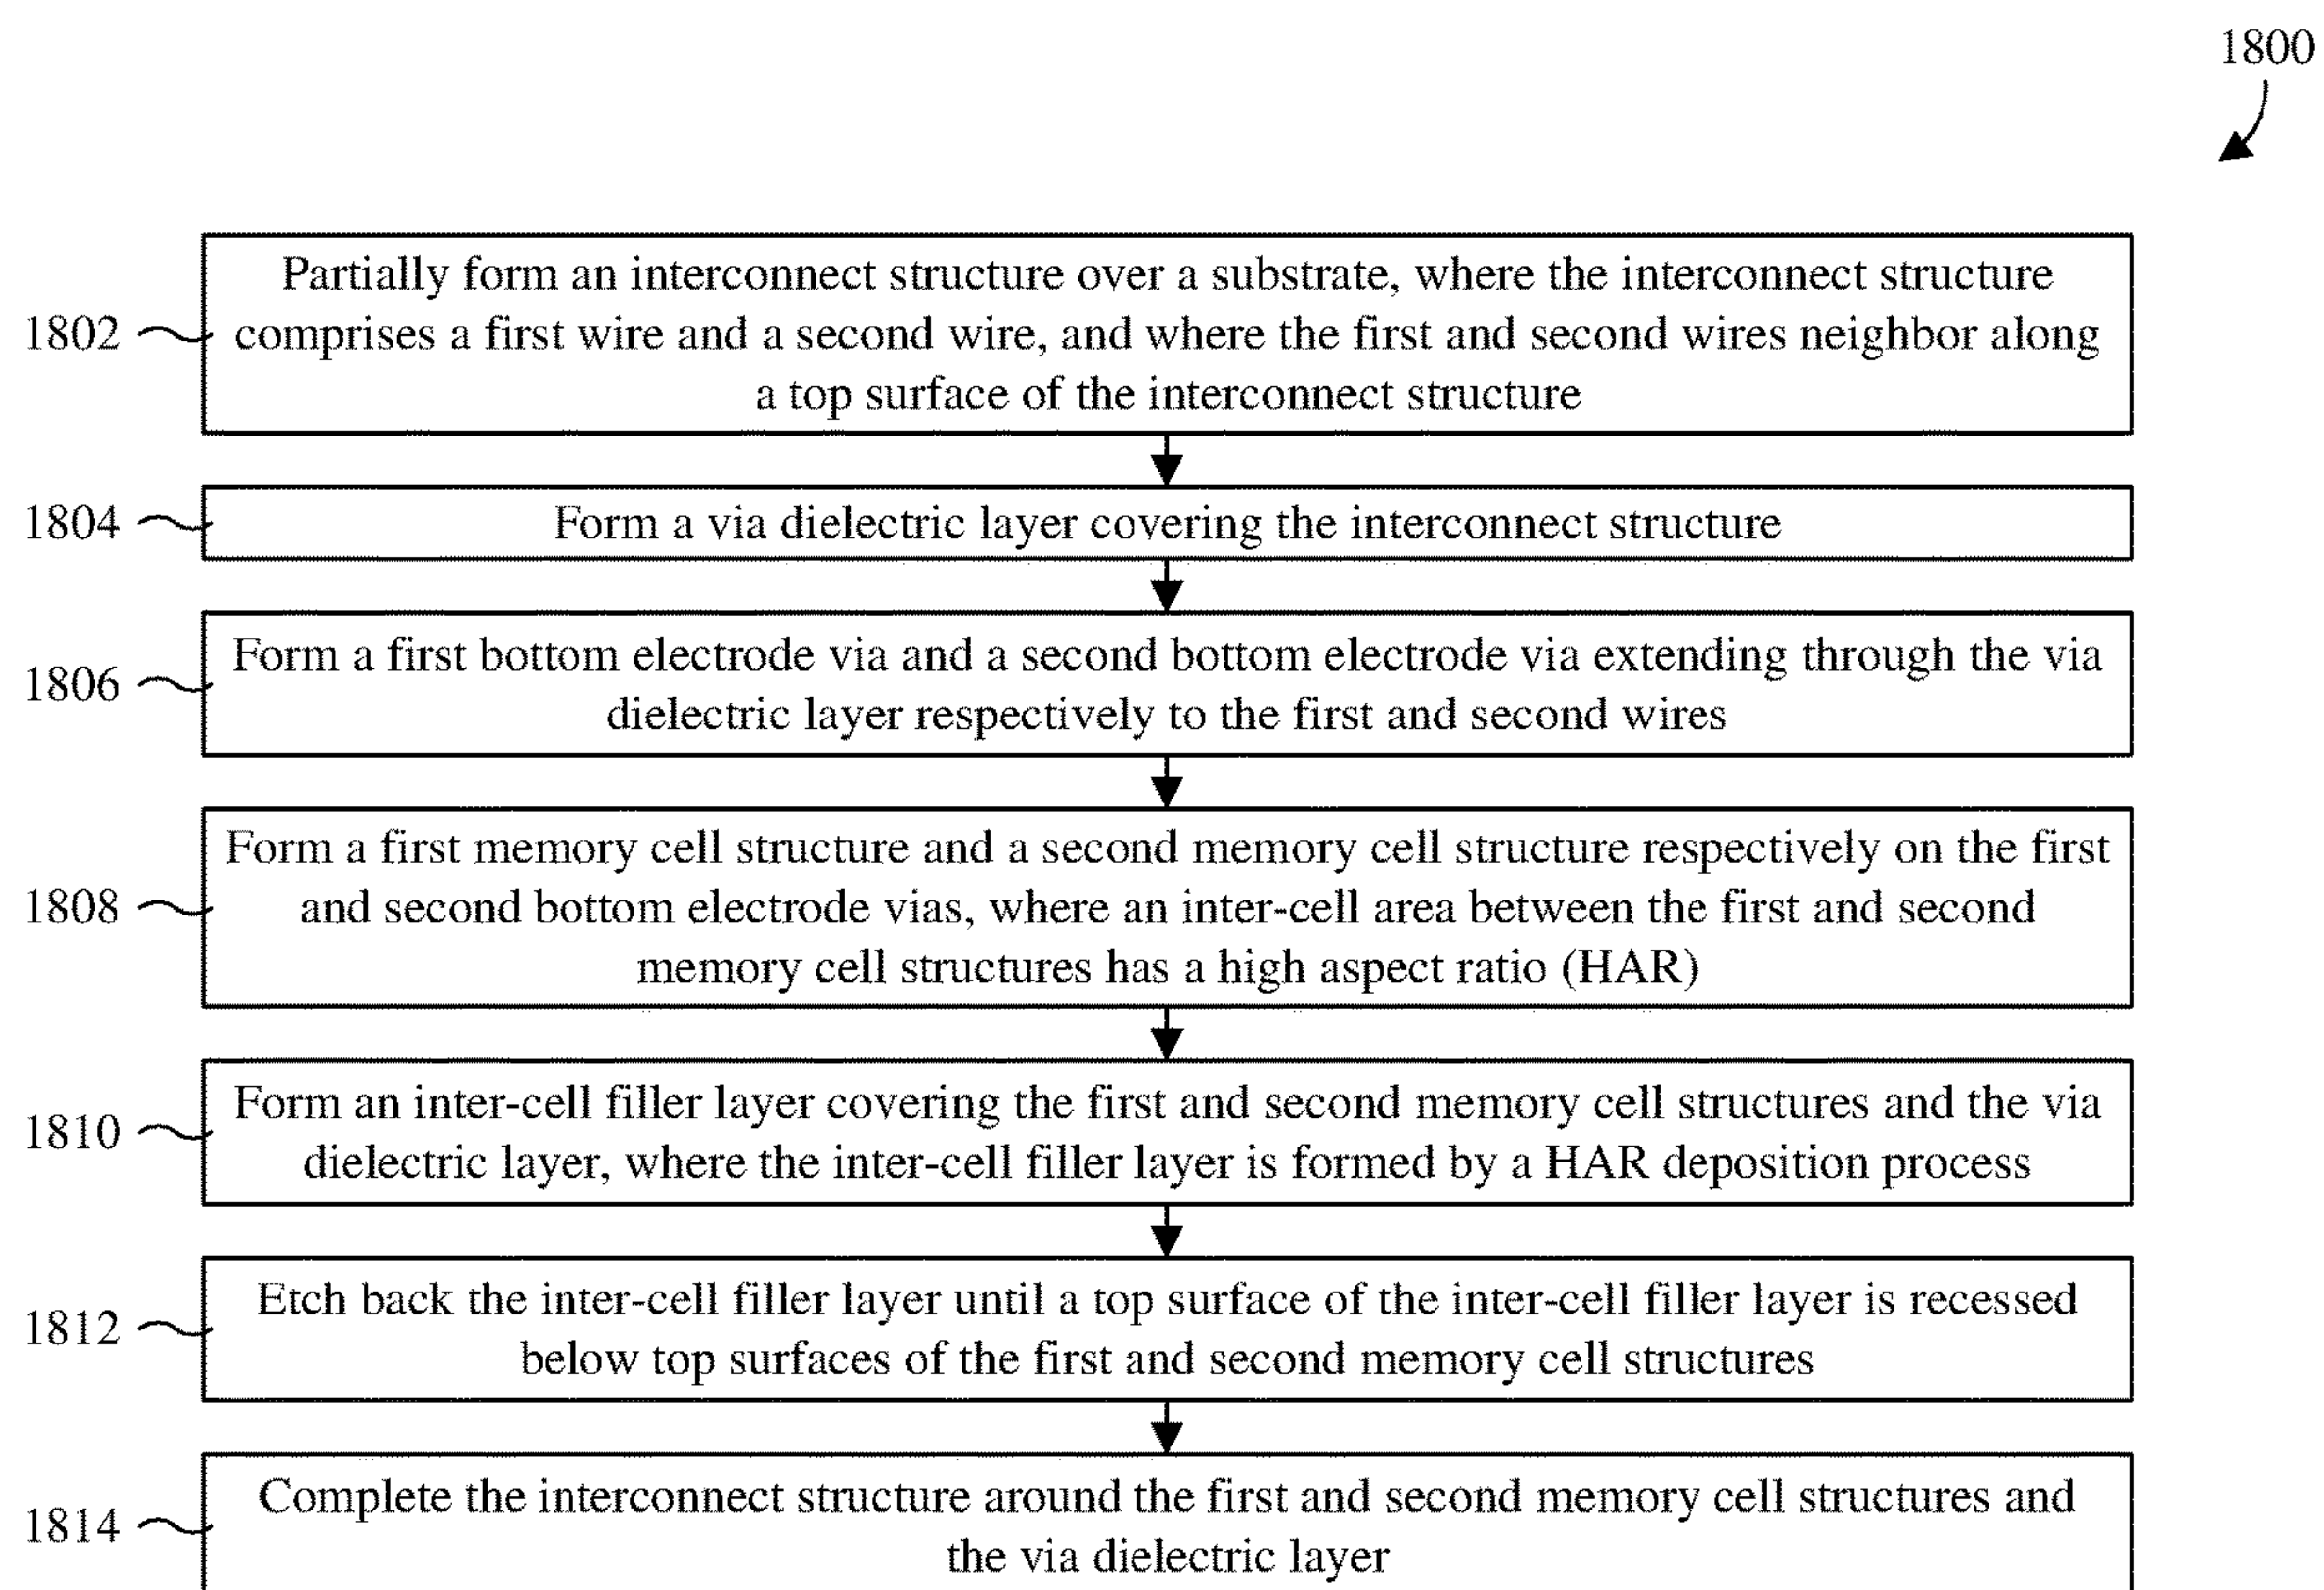 1800
Partially form an interconnect structure over a substrate, where the interconnect structure
1802 comprises a first wire and a second wire, and where the first and second wires neighbor along
a top surface of the interconnect structure
1804 Form a via dielectric layer covering the interconnect structure
Form a first bottom electrode via and a second bottom electrode via extending through the via
1806
dielectric layer respectively to the first and second wires
Form a first memory cell structure and a second memory cell structure respectively on the first
1808 and second bottom electrode vias, where an inter-cell area between the first and second
memory cell structures has a high aspect ratio (HAR)
Form an inter-cell filler layer covering the first and second memory cell structures and the via
1810
dielectric layer, where the inter-cell filler layer is formed by a HAR deposition process
Etch back the inter-cell filler layer until a top surface of the inter-cell filler layer is recessed
1812
below top surfaces of the first and second memory cell structures
Complete the interconnect structure around the first and second memory cell structures and
1814
the via dielectric layer